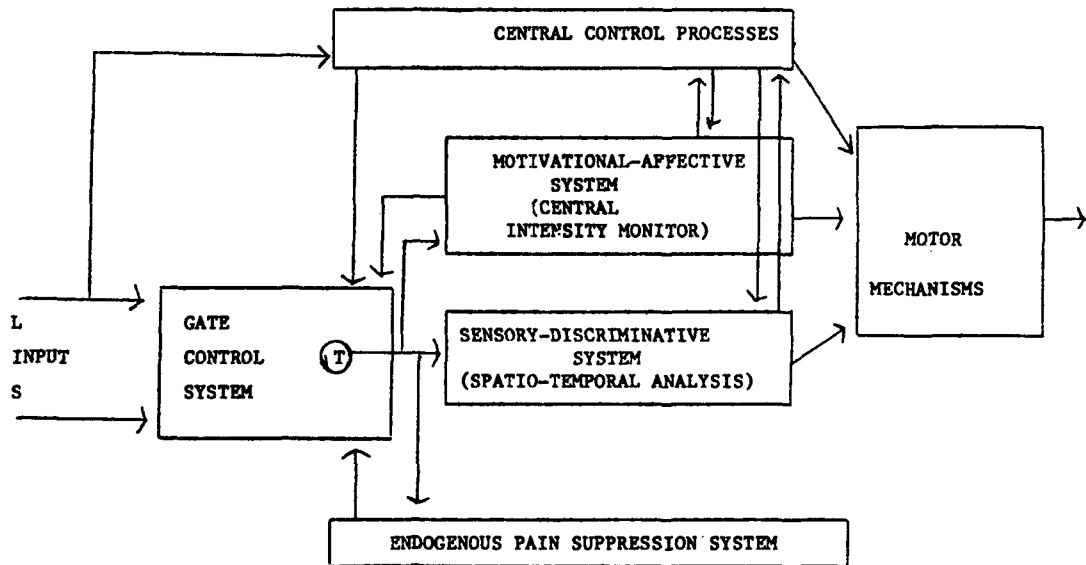 CENTRAL CONTROL PROCESSES
MOTIVATIONAL-AFFECTIVE
SYSTEM
(CENTRAL
INTENSITY MONITOR)
MOTOR
MECHANISMS
L
INPUT
S
GATE
CONTROL
SYSTEM
T
SENSORY-DISCRIMINATIVE
SYSTEM
(SPATIO-TEMPORAL ANALYSIS)
ENDOGENOUS PAIN SUPPRESSION SYSTEM